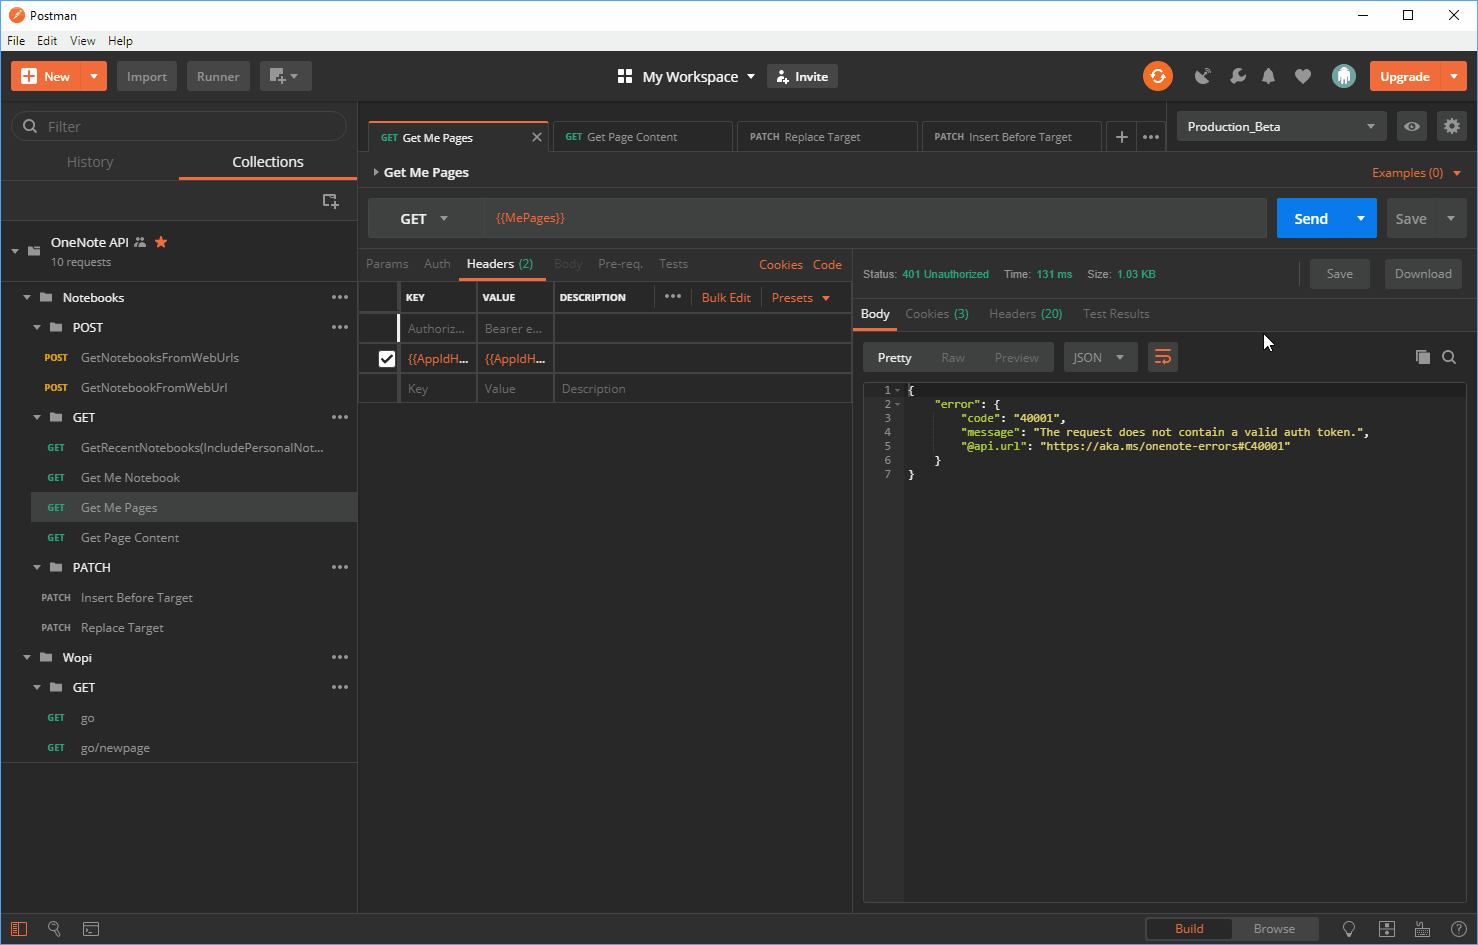 Postman
File Edit View Help
New Import Runner My Workspace Invite Upgrade
Filter
History Collections
OneNote API
10 requests
Notebooks
POST
POST GetNotebooksFromWebUrls
POST GetNotebookFromWebUrl
GET
GET GetRecentNotebooks(IncludePersonalNot...
GET Get Me Notebook
GET Get Me Pages
GET Get Page Content
PATCH
PATCH Insert Before Target
PATCH Replace Target
Wopi
GET
GET go
GET go/newpage
GET Get Me Pages GET Get Page Content PATCH Replace Target PATCH Insert Before Target
Production_Beta
Get Me Pages Examples (0)
GET {{MePages}} Send Save
Params Auth Headers (2) Body Pre-req. Tests Cookies Code
KEY VALUE DESCRIPTION Bulk Edit Presets
Authoriz... Bearer e...
{{AppIdH... {{AppIdH...
Key Value Description
Status: 401 Unauthorized Time: 131 ms Size: 1.03 KB Save Download
Body Cookies (3) Headers (20) Test Results
Pretty Raw Preview JSON
1 {
2 "error": {
3 "code": "40001",
4 "message": "The request does not contain a valid auth token.",
5 "@api.url": "https://aka.ms/onenote-errors#C40001"
6 }
7 }
Build Browse